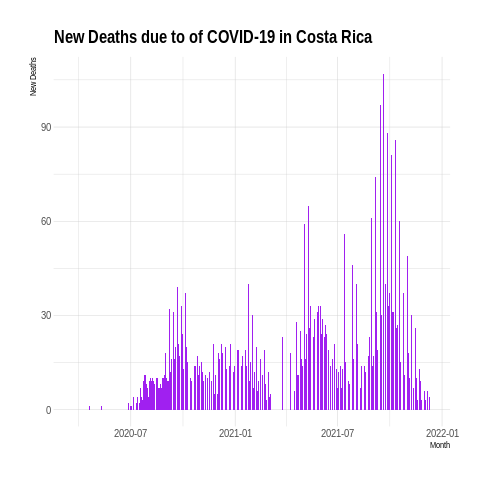 New Deaths due to of COVID-19 in Costa Rica
New Deaths
90
60
30
0
2020-07
2021-01
2021-07
2022-01
Month